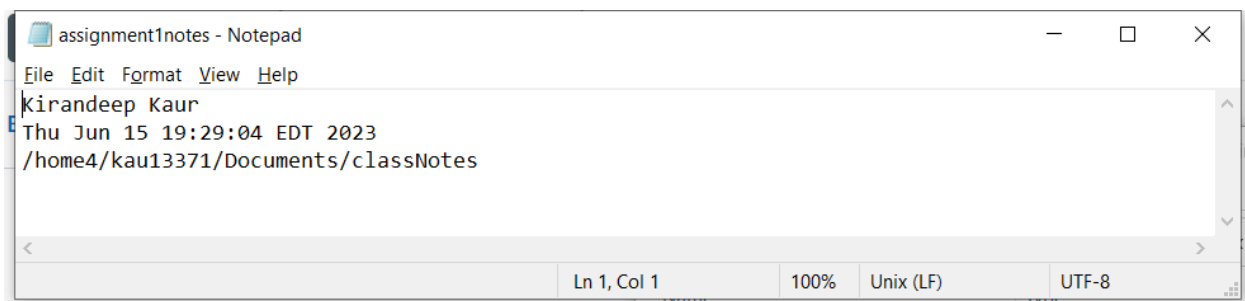 assignment1notes - Notepad
File Edit Format View Help
Kirandeep Kaur
Thu Jun 15 19:29:04 EDT 2023
/home4/kau13371/Documents/classNotes
Ln 1, Col 1 100% Unix (LF) UTF-8